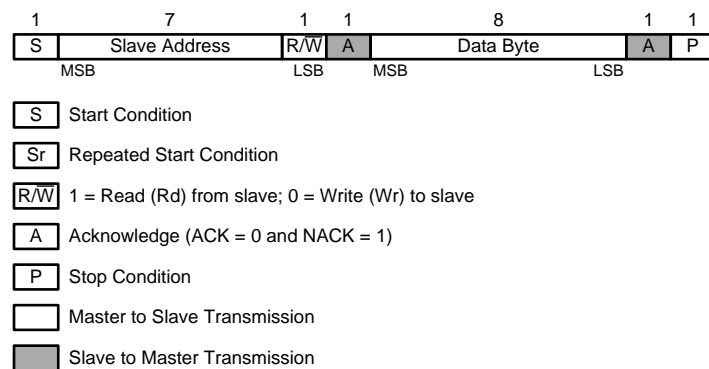 1 7 1 1 8 1 1
S Slave Address R/W̅ A Data Byte A P
MSB LSB MSB LSB
S Start Condition
Sr Repeated Start Condition
R/W̅ 1 = Read (Rd) from slave; 0 = Write (Wr) to slave
A Acknowledge (ACK = 0 and NACK = 1)
P Stop Condition
Master to Slave Transmission
Slave to Master Transmission